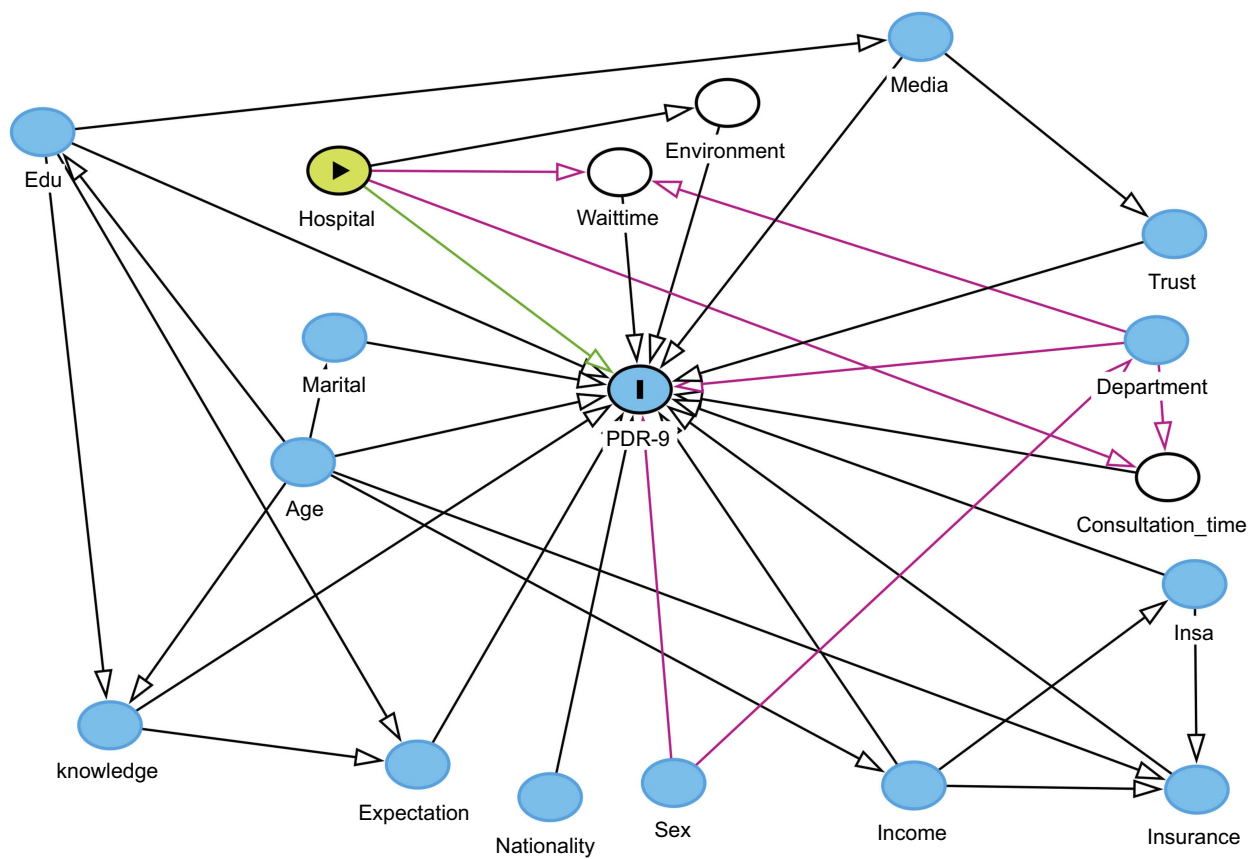 Media
Environment
Edu
Hospital
Waittime
Trust
Marital
Department
PDR-9
Age
Consultation_time
Insa
knowledge
Expectation
Nationality
Sex
Income
Insurance